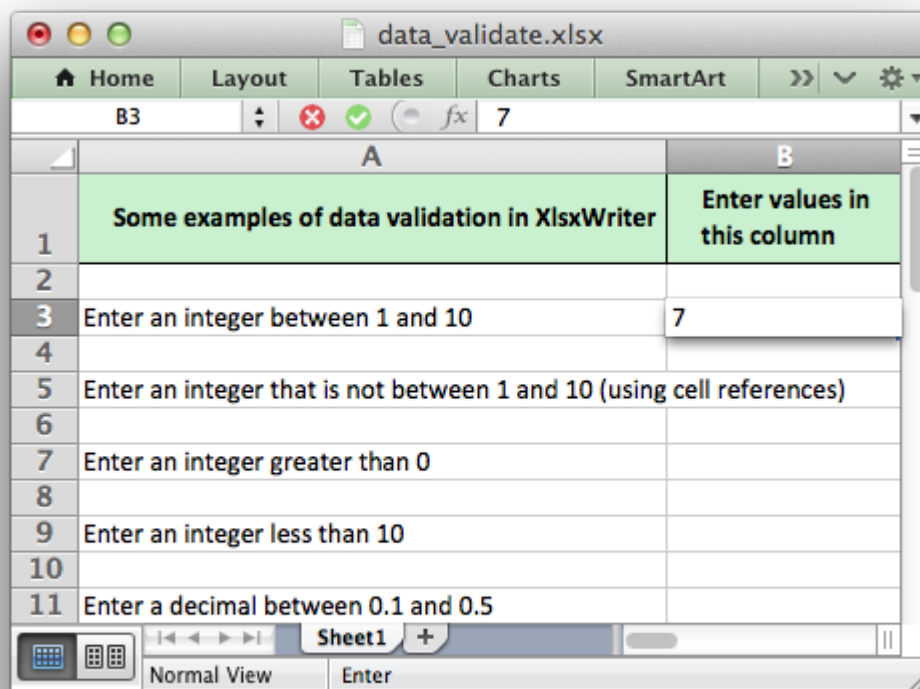 data_validate.xlsx
Home Layout Tables Charts SmartArt
B3 fx 7
A B
1 Some examples of data validation in XlsxWriter Enter values in
this column
2
3 Enter an integer between 1 and 10 7
4
5 Enter an integer that is not between 1 and 10 (using cell references)
6
7 Enter an integer greater than 0
8
9 Enter an integer less than 10
10
11 Enter a decimal between 0.1 and 0.5
Sheet1 +
Normal View Enter